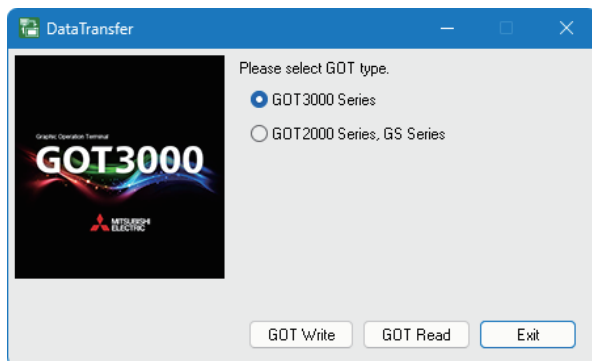 DataTransfer
Please select GOT type.
GOT3000 Series
GOT2000 Series, GS Series
Graphic Operation Terminal
GOT3000
MITSUBISHI
ELECTRIC
GOT Write
GOT Read
Exit